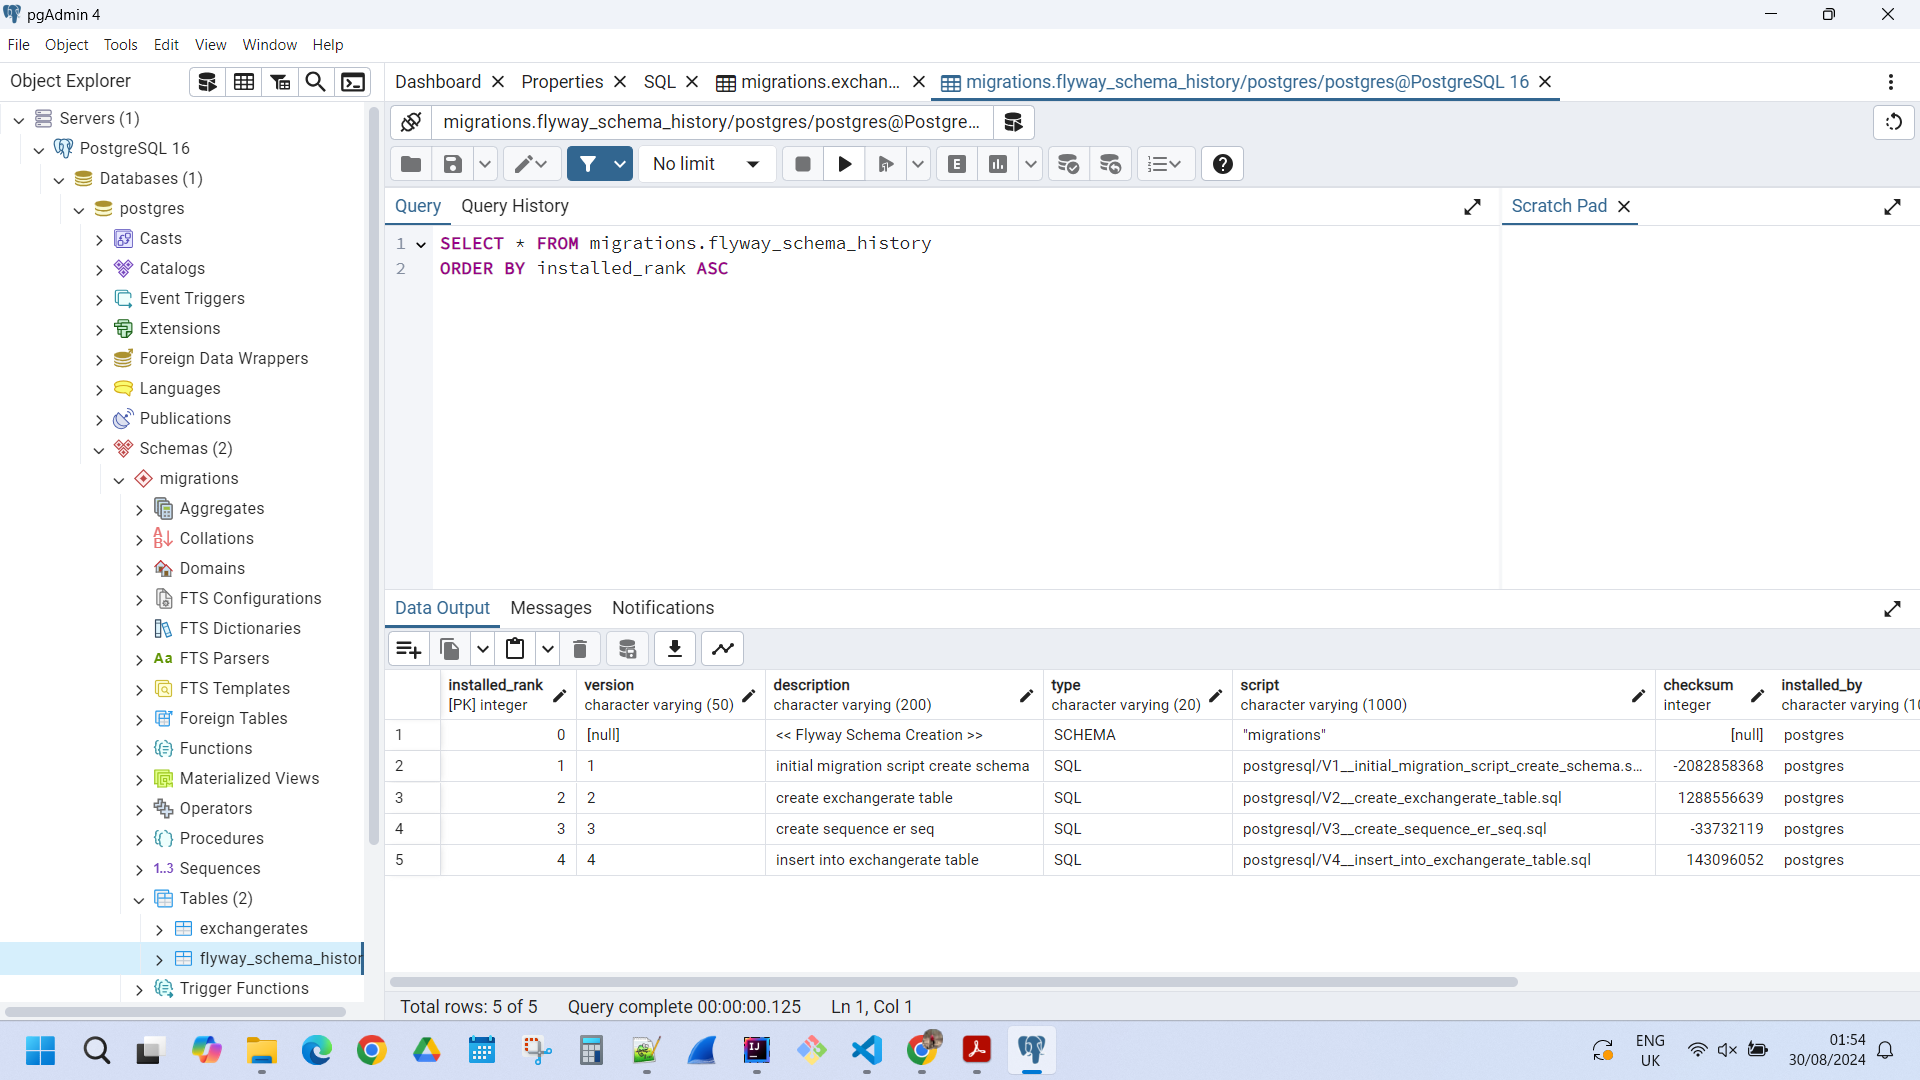 pgAdmin 4
File Object Tools Edit View Window Help
Object Explorer
Dashboard Properties SQL migrations.exchan... migrations.flyway_schema_history/postgres/postgres@PostgreSQL 16
Servers (1)
PostgreSQL 16
Databases (1)
postgres
Casts
Catalogs
Event Triggers
Extensions
Foreign Data Wrappers
Languages
Publications
Schemas (2)
migrations
Aggregates
Collations
Domains
FTS Configurations
FTS Dictionaries
Aa FTS Parsers
FTS Templates
Foreign Tables
Functions
Materialized Views
Operators
Procedures
1..3 Sequences
Tables (2)
exchangerates
flyway_schema_histor
Trigger Functions
migrations.flyway_schema_history/postgres/postgres@Postgre...
No limit
E
Query Query History
Scratch Pad
1 SELECT * FROM migrations.flyway_schema_history
2 ORDER BY installed_rank ASC
Data Output Messages Notifications
installed_rank version description type script checksum installed_by
[PK] integer character varying (50) character varying (200) character varying (20) character varying (1000) integer character varying (10
1 0 [null] << Flyway Schema Creation >> SCHEMA "migrations" [null] postgres
2 1 1 initial migration script create schema SQL postgresql/V1__initial_migration_script_create_schema.s... -2082858368 postgres
3 2 2 create exchangerate table SQL postgresql/V2__create_exchangerate_table.sql 1288556639 postgres
4 3 3 create sequence er seq SQL postgresql/V3__create_sequence_er_seq.sql -33732119 postgres
5 4 4 insert into exchangerate table SQL postgresql/V4__insert_into_exchangerate_table.sql 143096052 postgres
Total rows: 5 of 5 Query complete 00:00:00.125 Ln 1, Col 1
ENG
UK
01:54
30/08/2024